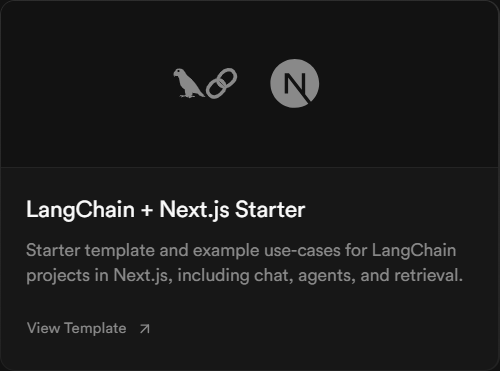 LangChain + Next.js Starter
Starter template and example use-cases for LangChain
projects in Next.js, including chat, agents, and retrieval.
View Template